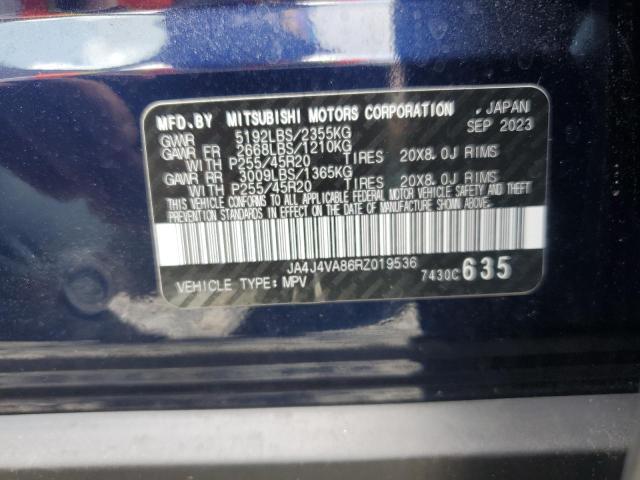 MFD.BY MITSUBISHI MOTORS CORPORATION JAPAN
GVWR 5192LBS/2355KG SEP 2023
GAWR FR 2668LBS/1210KG
WITH P255/45R20 TIRES 20X8.0J RIMS
GAWR RR 3009LBS/1365KG
WITH P255/45R20 TIRES 20X8.0J RIMS
THIS VEHICLE CONFORMS TO ALL APPLICABLE FEDERAL MOTOR VEHICLE SAFETY AND THEFT
PREVENTION STANDARDS IN EFFECT ON THE DATE OF MANUFACTURE SHOWN ABOVE.
JA4J4VA86RZ019536
VEHICLE TYPE: MPV 7430C 635